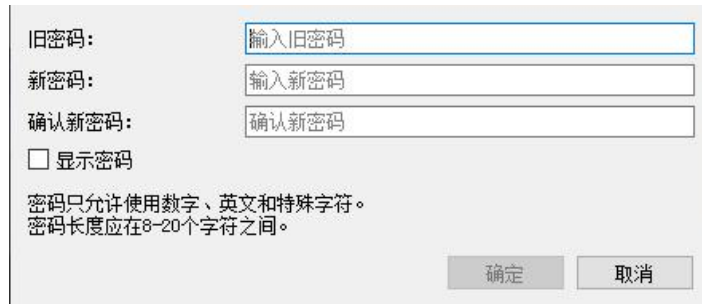 旧密码： 输入旧密码
新密码： 输入新密码
确认新密码： 确认新密码
显示密码
密码只允许使用数字、英文和特殊字符。
密码长度应在8-20个字符之间。
确定 取消